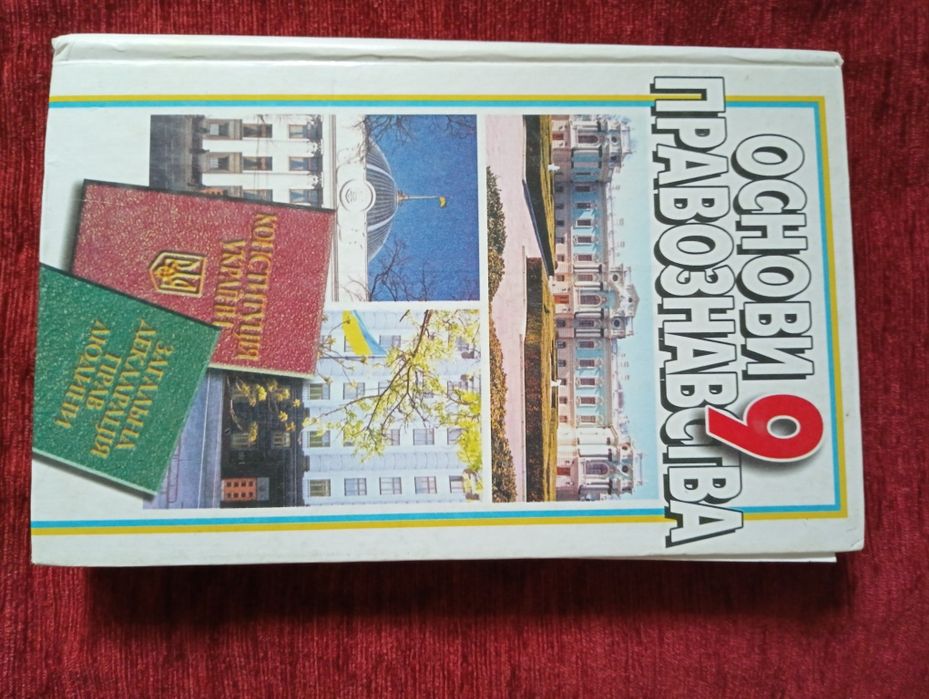 ОСНОВИ 9
ПРАВОЗНАВСТВА
КОНСТИТУЦІЯ
УКРАЇНИ
ЗАГАЛЬНА
ДЕКЛАРАЦІЯ
ПРАВ
ЛЮДИНИ